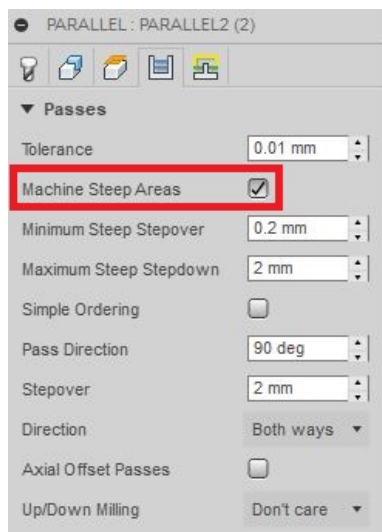 PARALLEL : PARALLEL2 (2)
Passes
Tolerance 0.01 mm
Machine Steep Areas
Minimum Steep Stepover 0.2 mm
Maximum Steep Stepdown 2 mm
Simple Ordering
Pass Direction 90 deg
Stepover 2 mm
Direction Both ways
Axial Offset Passes
Up/Down Milling Don't care